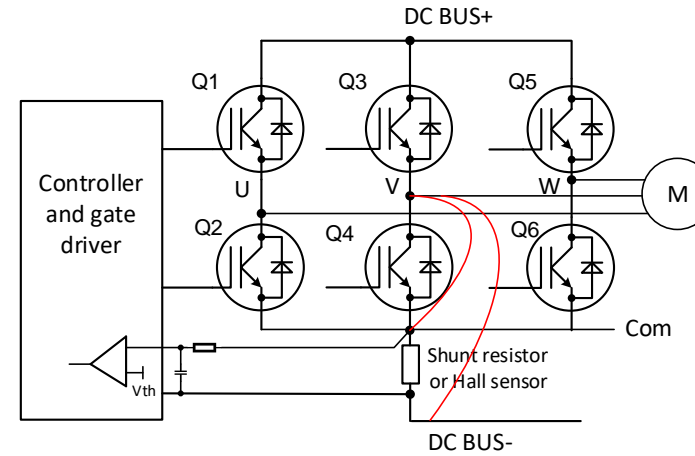 DC BUS+
Q1
Q3
Q5
Controller
and gate
driver
U
V
W
M
Q2
Q4
Q6
Com
Shunt resistor
or Hall sensor
Vth
DC BUS-